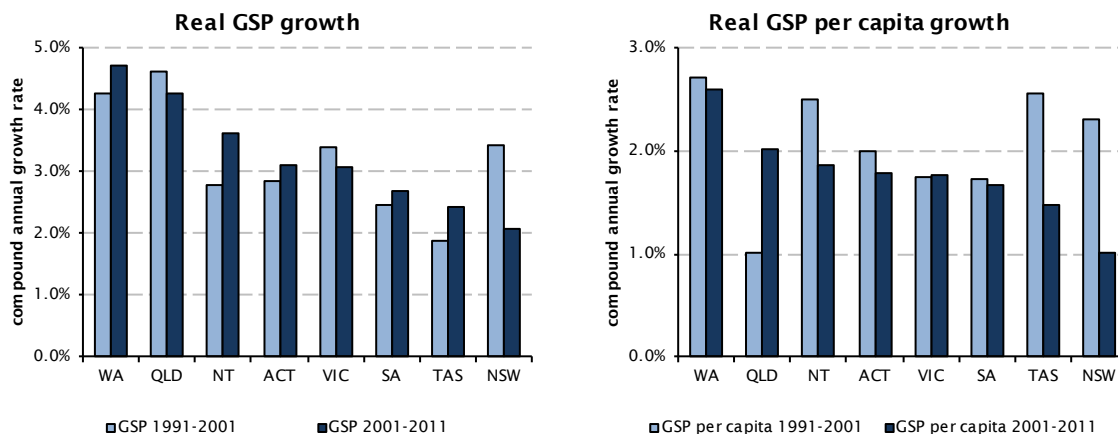 Real GSP growth
compound annual growth rate
5.0%
4.0%
3.0%
2.0%
1.0%
0.0%
WA QLD NT ACT VIC SA TAS NSW
GSP 1991-2001 GSP 2001-2011
Real GSP per capita growth
compound annual growth rate
3.0%
2.0%
1.0%
0.0%
WA QLD NT ACT VIC SA TAS NSW
GSP per capita 1991-2001 GSP per capita 2001-2011